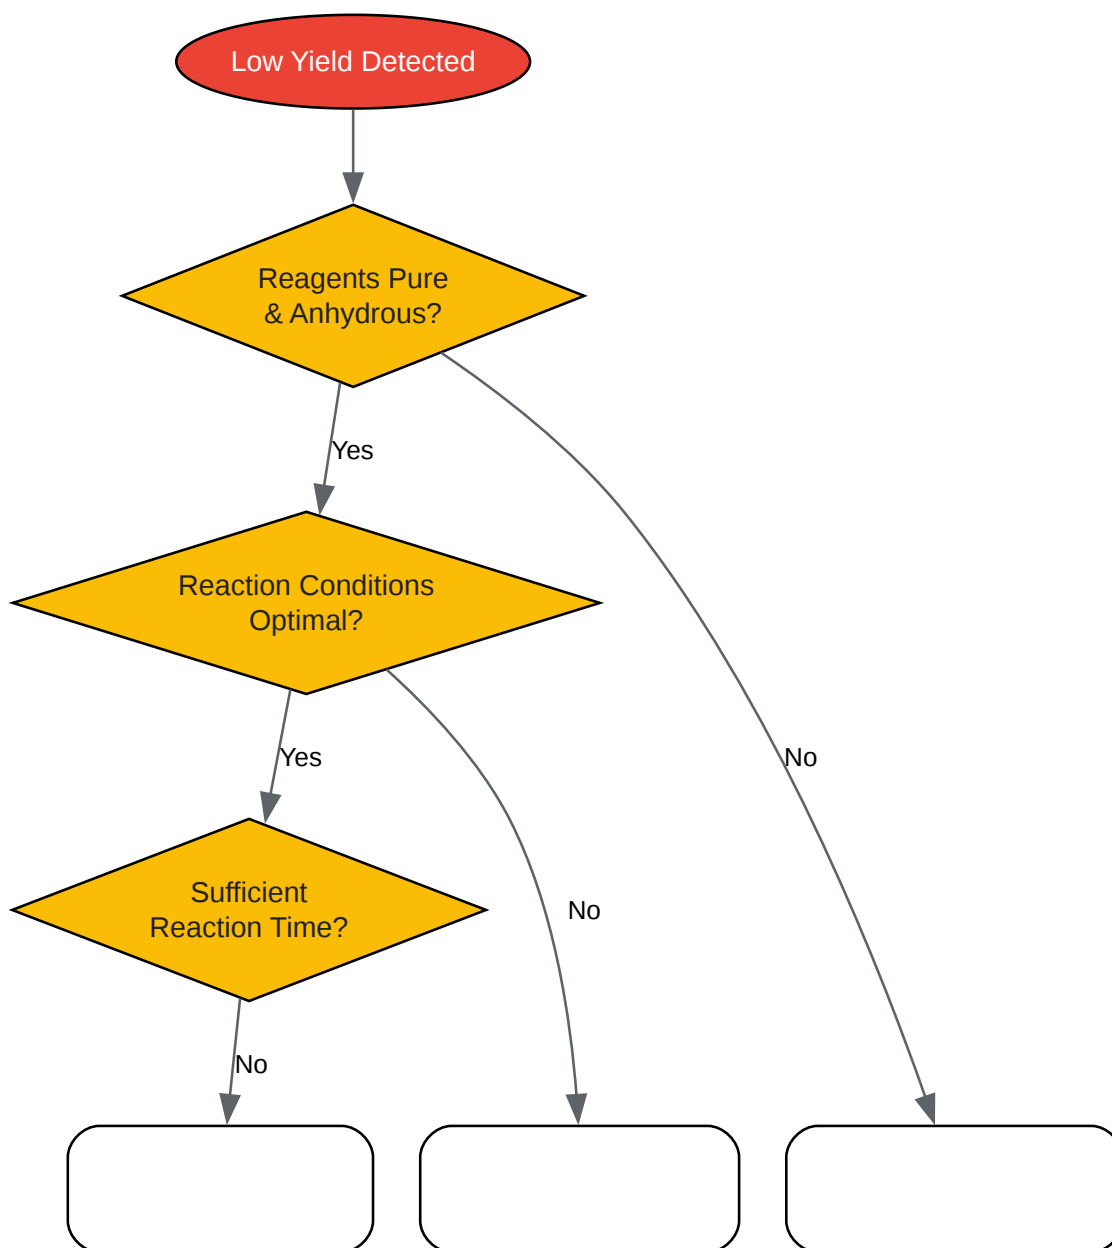 Low Yield Detected
Reagents Pure
& Anhydrous?
Yes
Reaction Conditions
Optimal?
Yes
No
Sufficient
Reaction Time?
No
No